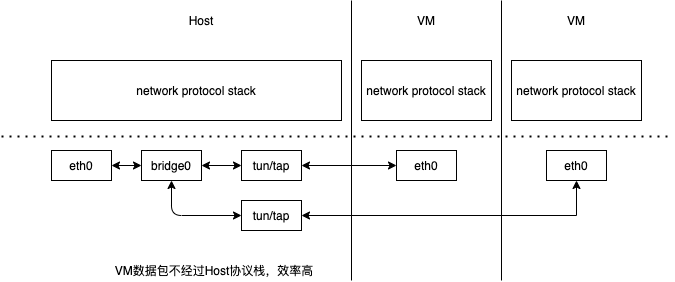 Host
VM
VM
network protocol stack
network protocol stack
network protocol stack
eth0
bridge0
tun/tap
eth0
eth0
tun/tap
VM数据包不经过Host协议栈，效率高